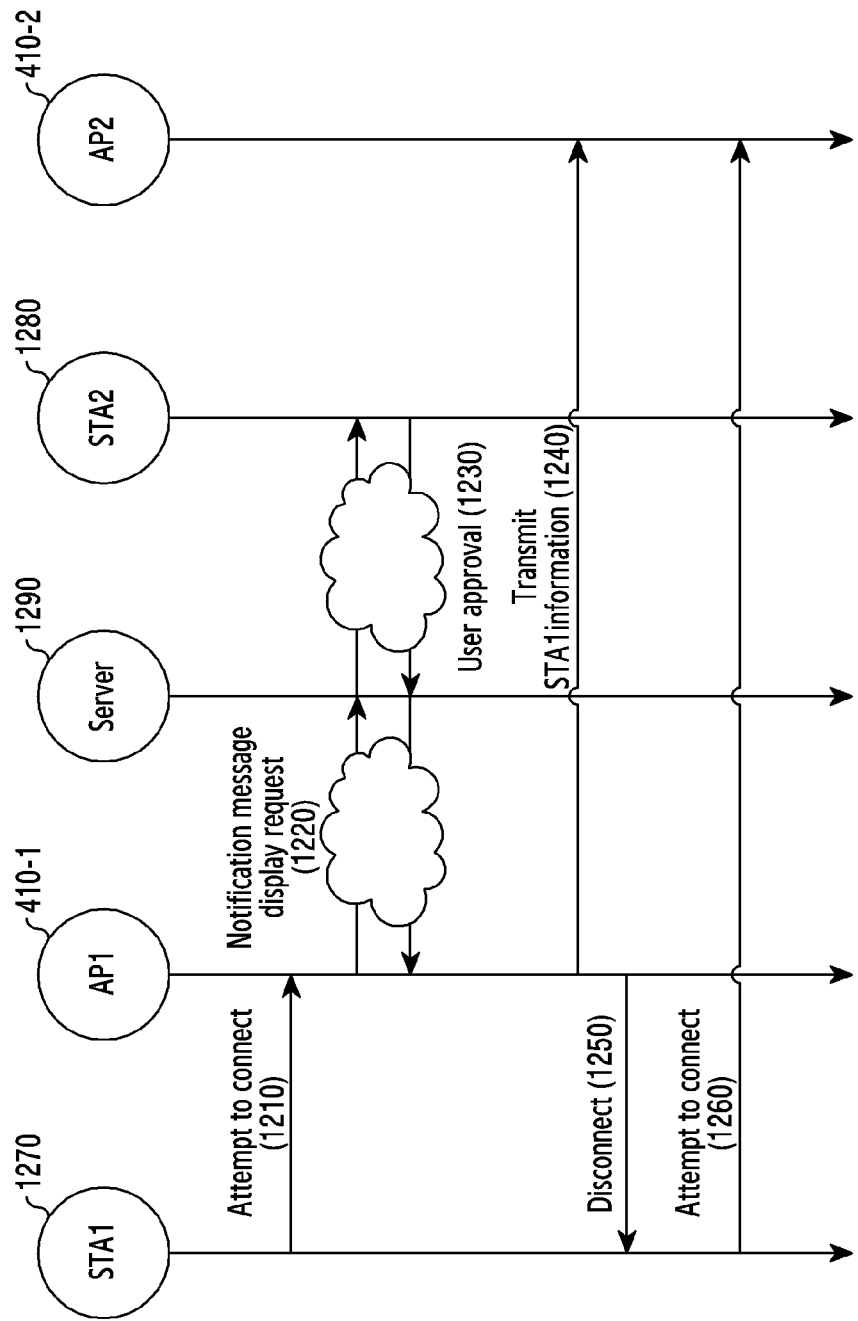 1270
STA1
410-1
AP1
1290
Server
1280
STA2
410-2
AP2
Attempt to connect
(1210)
Notification message
display request
(1220)
User approval (1230)
Transmit
STA1information (1240)
Disconnect (1250)
Attempt to connect
(1260)